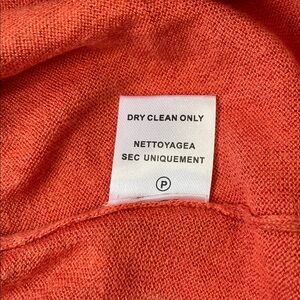 DRY CLEAN ONLY
NETTOYAGEA
SEC UNIQUEMENT
P